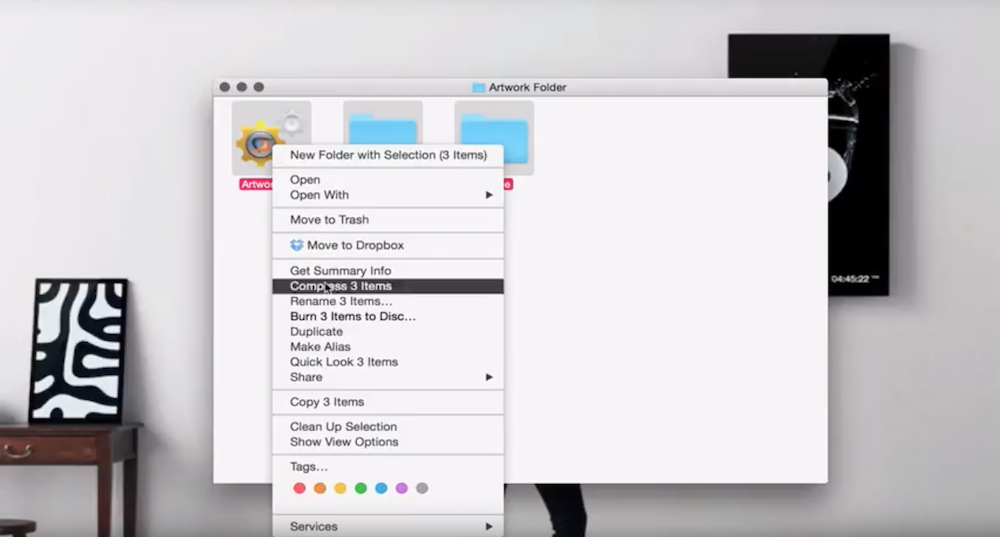 Artwork Folder
New Folder with Selection (3 Items)
Open
Open With
Move to Trash
Move to Dropbox
Get Summary Info
Compress 3 Items
Rename 3 Items...
Burn 3 Items to Disc...
Duplicate
Make Alias
Quick Look 3 Items
Share
Copy 3 Items
Clean Up Selection
Show View Options
Tags...
Services
04:45:22